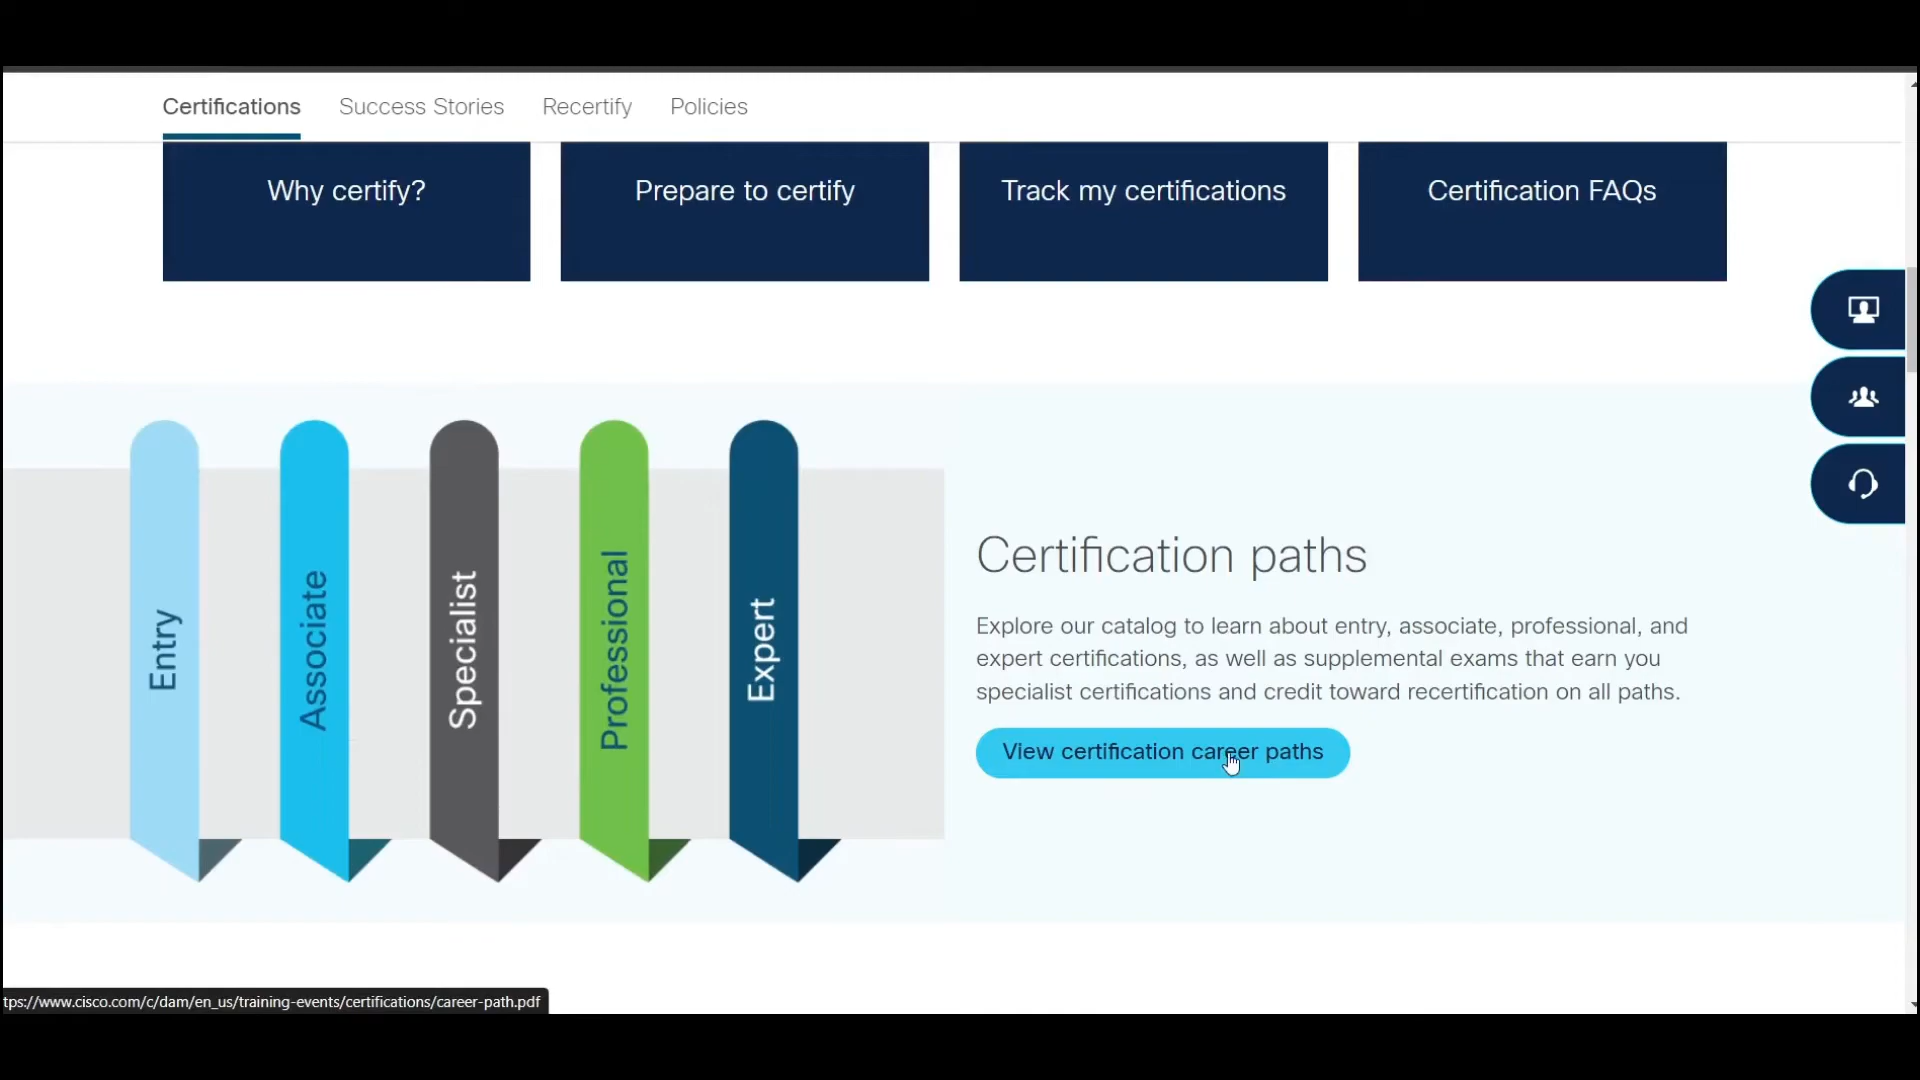 Certifications
Success Stories
Recertify
Policies
Why certify?
Prepare to certify
Track my certifications
Certification FAQs
Entry
Associate
Specialist
Professional
Expert
Certification paths
Explore our catalog to learn about entry, associate, professional, and
expert certifications, as well as supplemental exams that earn you
specialist certifications and credit toward recertification on all paths.
View certification career paths
tps://www.cisco.com/c/dam/en_us/training-events/certifications/career-path.pdf